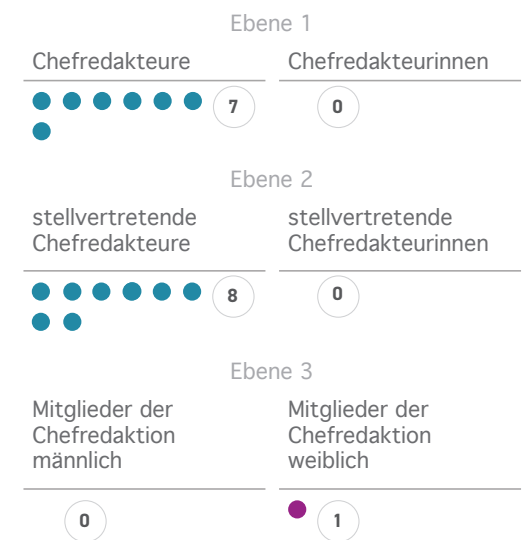 Ebene 1
Chefredakteure
Chefredakteurinnen
7
0
Ebene 2
stellvertretende
Chefredakteure
stellvertretende
Chefredakteurinnen
8
0
Ebene 3
Mitglieder der
Chefredaktion
männlich
Mitglieder der
Chefredaktion
weiblich
0
1